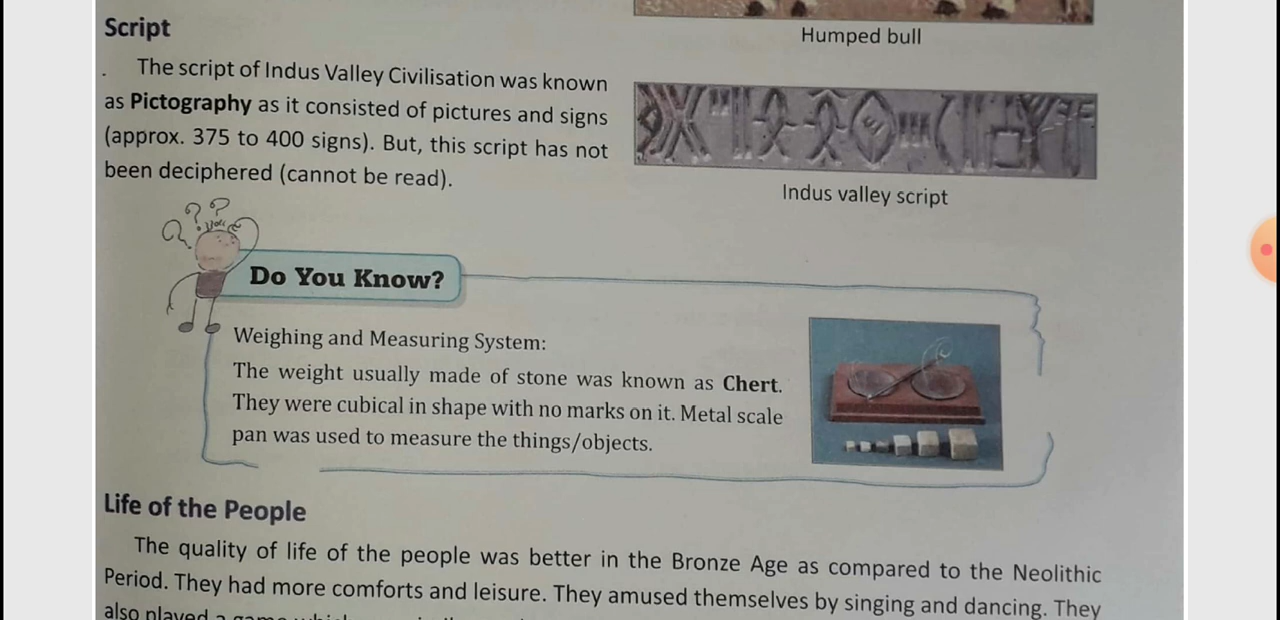 Script
Humped bull
The script of Indus Valley Civilisation was known
as Pictography as it consisted of pictures and signs
(approx. 375 to 400 signs). But, this script has not
been deciphered (cannot be read).
Indus valley script
Do You Know?
Weighing and Measuring System:
The weight usually made of stone was known as Chert.
They were cubical in shape with no marks on it. Metal scale
pan was used to measure the things/objects.
Life of the People
The quality of life of the people was better in the Bronze Age as compared to the Neolithic
Period. They had more comforts and leisure. They amused themselves by singing and dancing. They
also played a game which